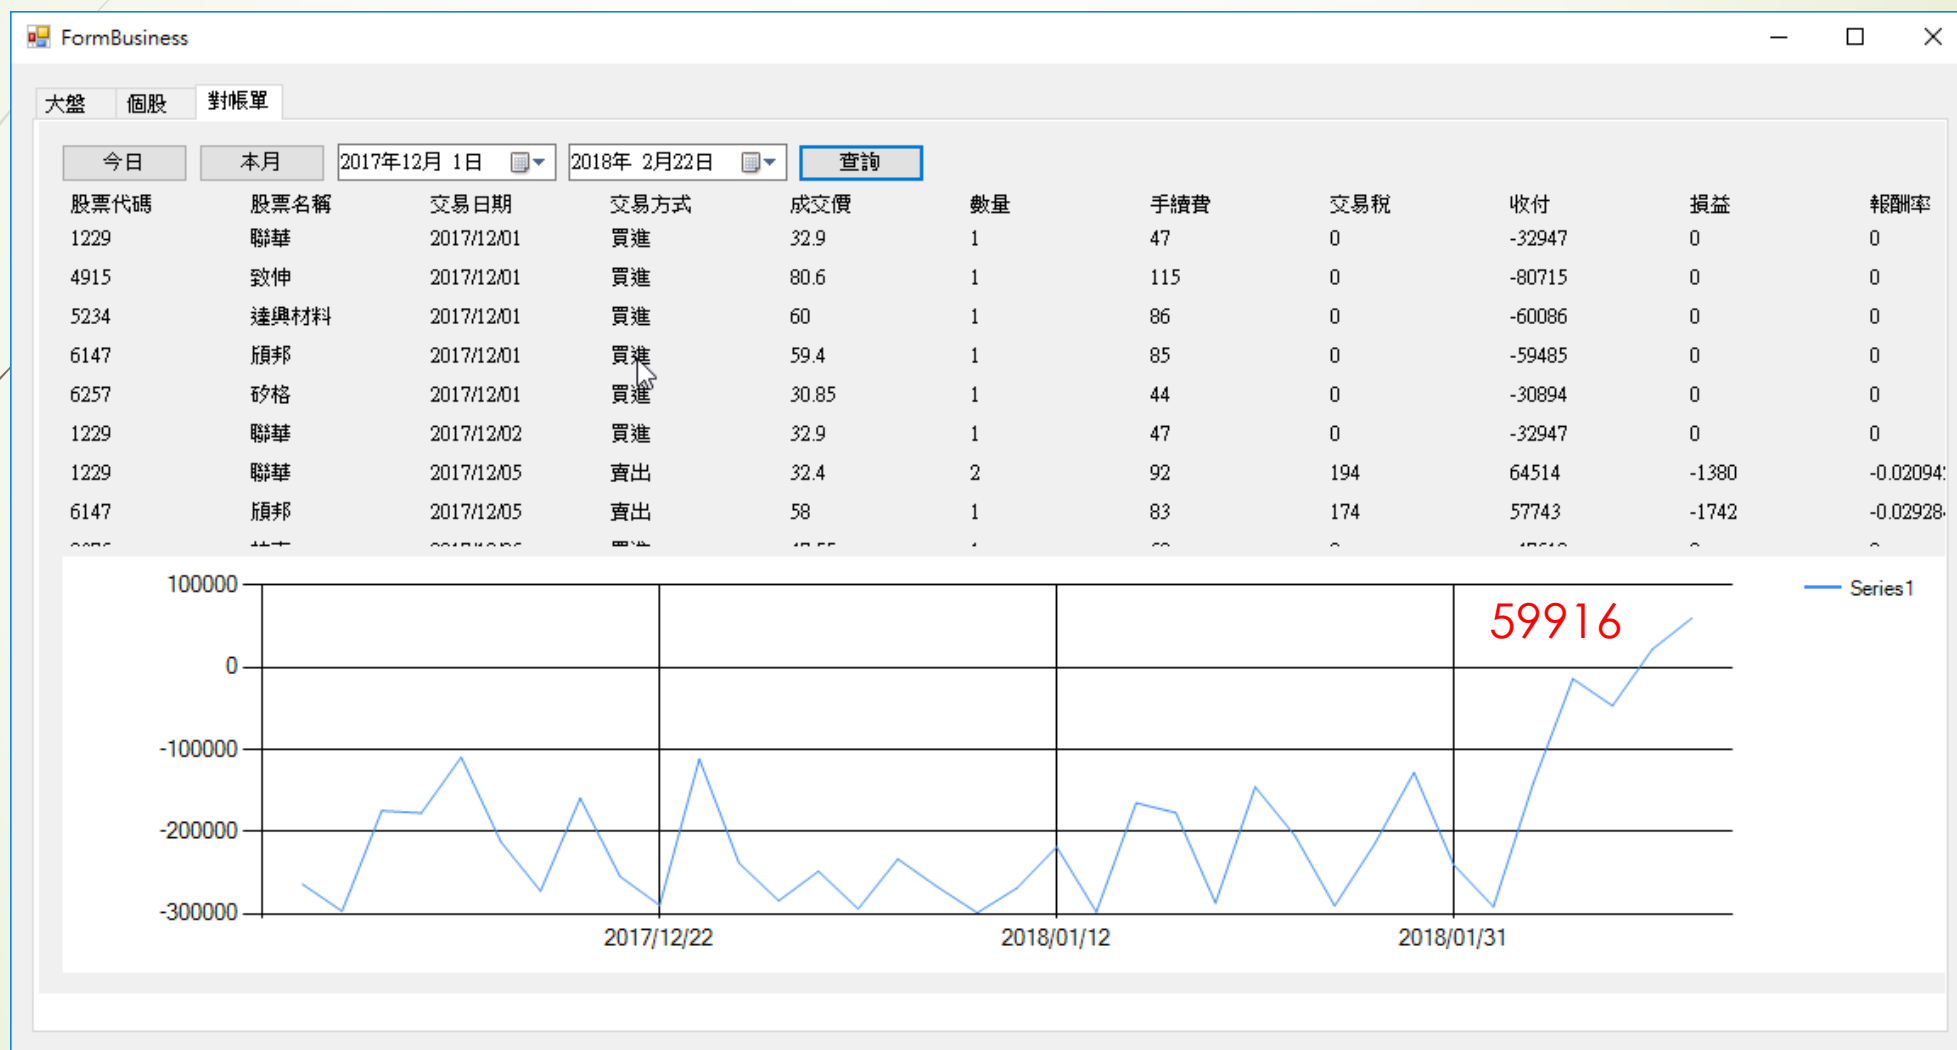 FormBusiness
大盤 個股 對帳單
今日 本月 2017年12月 1日 2018年 2月22日 查詢
股票代碼 股票名稱 交易日期 交易方式 成交價 數量 手續費 交易稅 收付 損益 報酬率
1229 聯華 2017/12/01 買進 32.9 1 47 0 -32947 0 0
4915 致伸 2017/12/01 買進 80.6 1 115 0 -80715 0 0
5234 達興材料 2017/12/01 買進 60 1 86 0 -60086 0 0
6147 頎邦 2017/12/01 買進 59.4 1 85 0 -59485 0 0
6257 矽格 2017/12/01 買進 30.85 1 44 0 -30894 0 0
1229 聯華 2017/12/02 買進 32.9 1 47 0 -32947 0 0
1229 聯華 2017/12/05 賣出 32.4 2 92 194 64514 -1380 -0.02094
6147 頎邦 2017/12/05 賣出 58 1 83 174 57743 -1742 -0.02928
100000
0
-100000
-200000
-300000
59916
Series1
2017/12/22 2018/01/12 2018/01/31